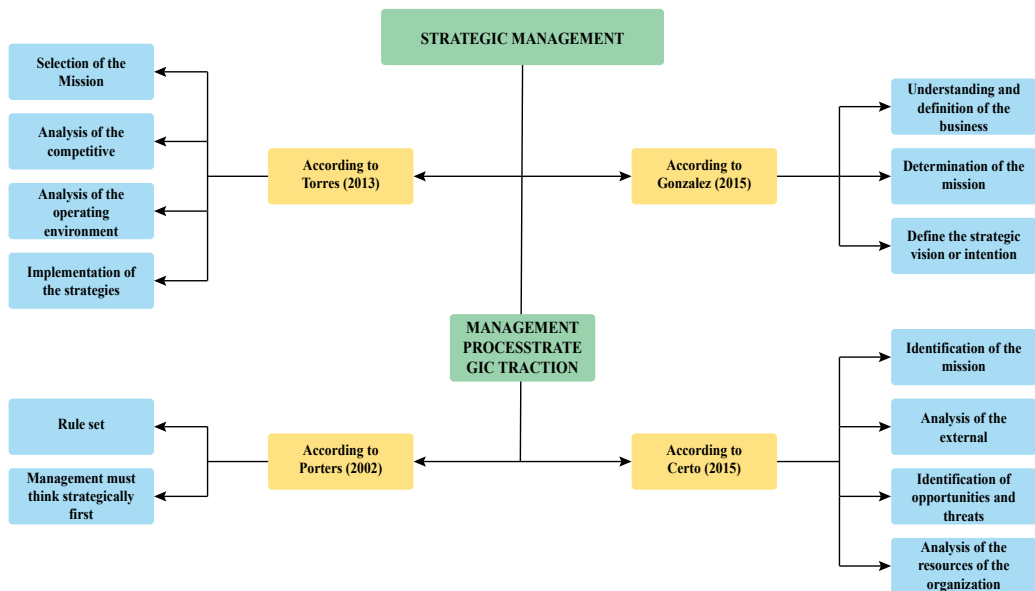 STRATEGIC MANAGEMENT
Selection of the
Mission
Analysis of the
competitive
Analysis of the
operating
environment
Implementation of
the strategies
According to
Torres (2013)
According to
Gonzalez (2015)
Understanding and
definition of the
business
Determination of the
mission
Define the strategic
vision or intention
MANAGEMENT
PROCESSTRATE
GIC TRACTION
Rule set
Management must
think strategically
first
According to
Porters (2002)
According to
Certo (2015)
Identification of the
mission
Analysis of the
external
Identification of
opportunities and
threats
Analysis of the
resources of the
organization